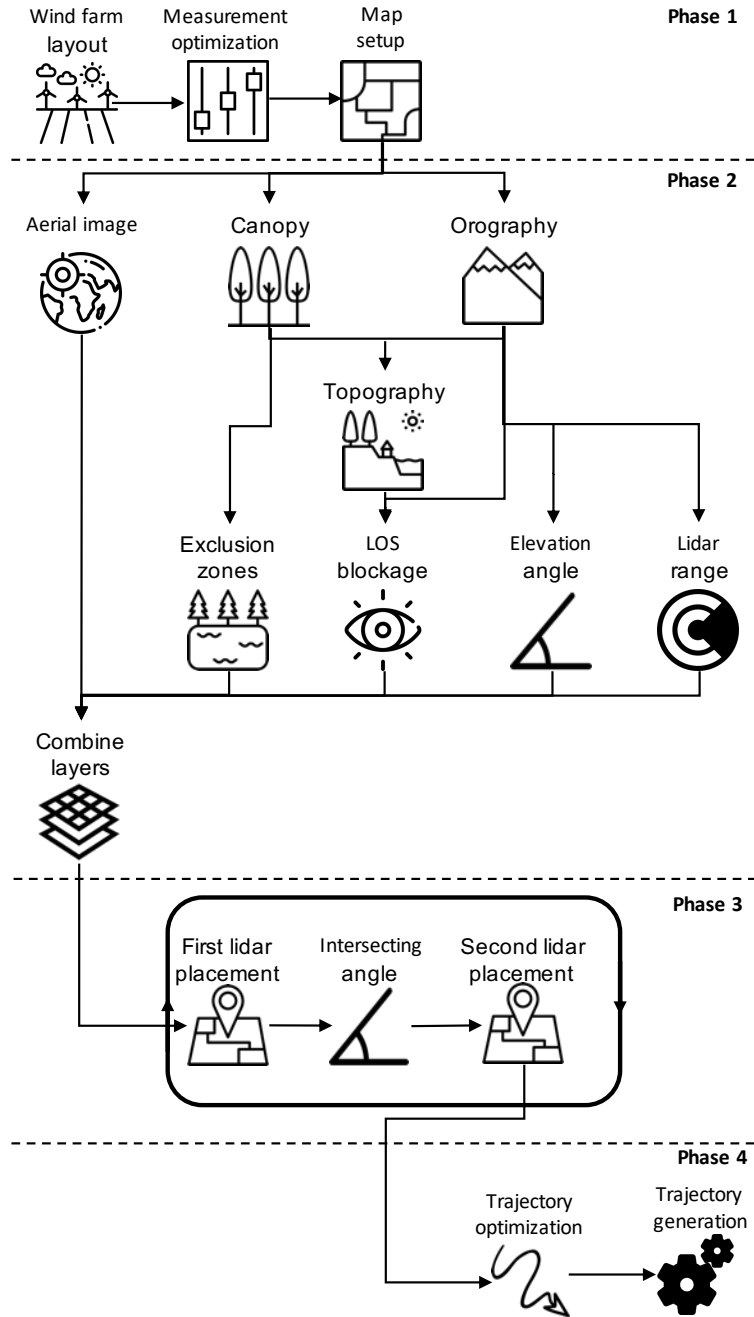 Phase 1
Wind farm
layout
Measurement
optimization
Map
setup
Phase 2
Aerial image
Canopy
Orography
Topography
Exclusion
zones
LOS
blockage
Elevation
angle
Lidar
range
Combine
layers
Phase 3
First lidar
placement
Intersecting
angle
Second lidar
placement
Phase 4
Trajectory
optimization
Trajectory
generation